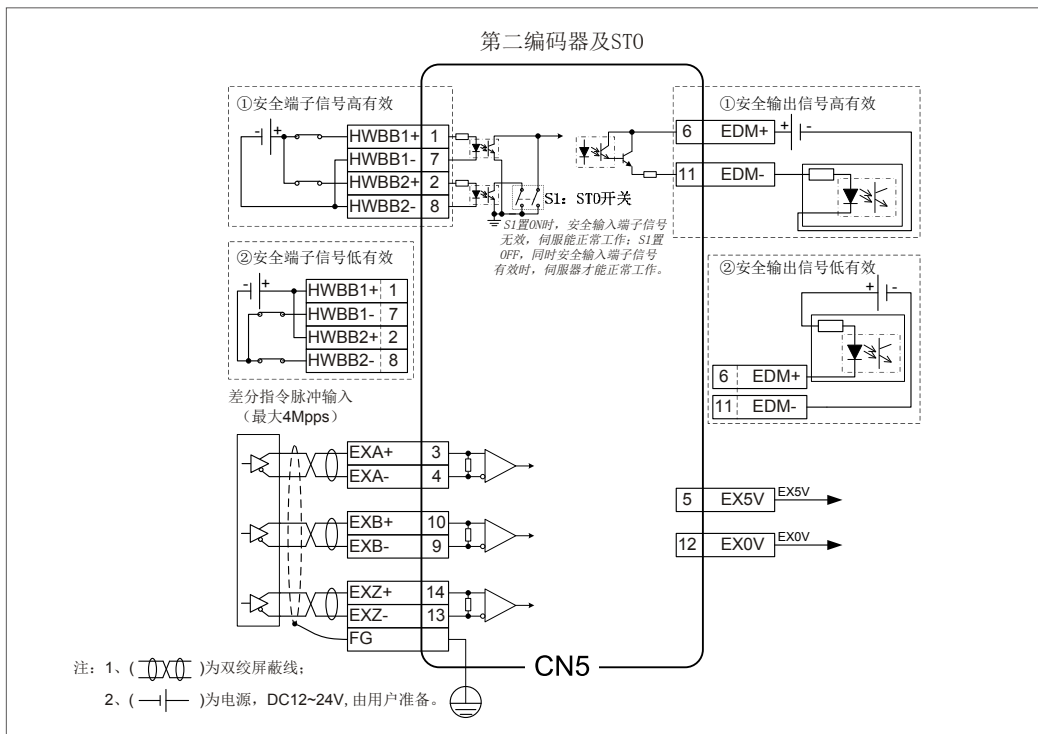 第二编码器及STO
①安全端子信号高有效
HWBB1+ 1
HWBB1- 7
HWBB2+ 2
HWBB2- 8
S1：STO开关
S1置ON时，安全输入端子信号
无效，伺服能正常工作；S1置
OFF，同时安全输入端子信号
有效时，伺服器才能正常工作。
①安全输出信号高有效
6 EDM+
11 EDM-
②安全端子信号低有效
HWBB1+ 1
HWBB1- 7
HWBB2+ 2
HWBB2- 8
②安全输出信号低有效
6 EDM+
11 EDM-
差分指令脉冲输入
（最大4Mpps）
EXA+ 3
EXA- 4
EXB+ 10
EXB- 9
EXZ+ 14
EXZ- 13
FG
5 EX5V EX5V
12 EX0V EX0V
CN5
注：1、( )为双绞屏蔽线；
2、( )为电源，DC12~24V,由用户准备。